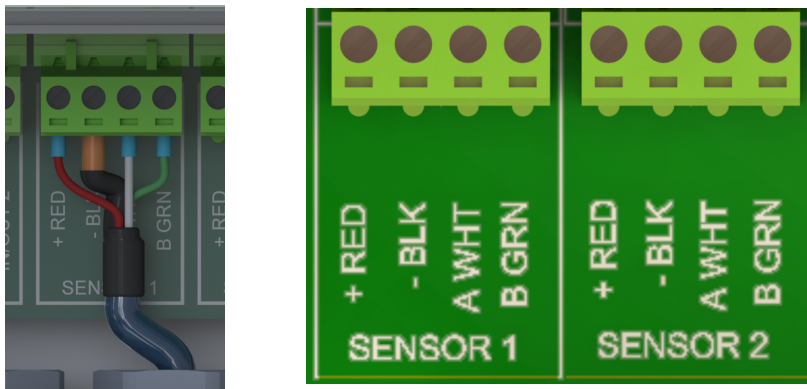 + RED
B GRN
+ RED
- BLK
A WHT
B GRN
SENSOR 1
+ RED
- BLK
A WHT
B GRN
SENSOR 2